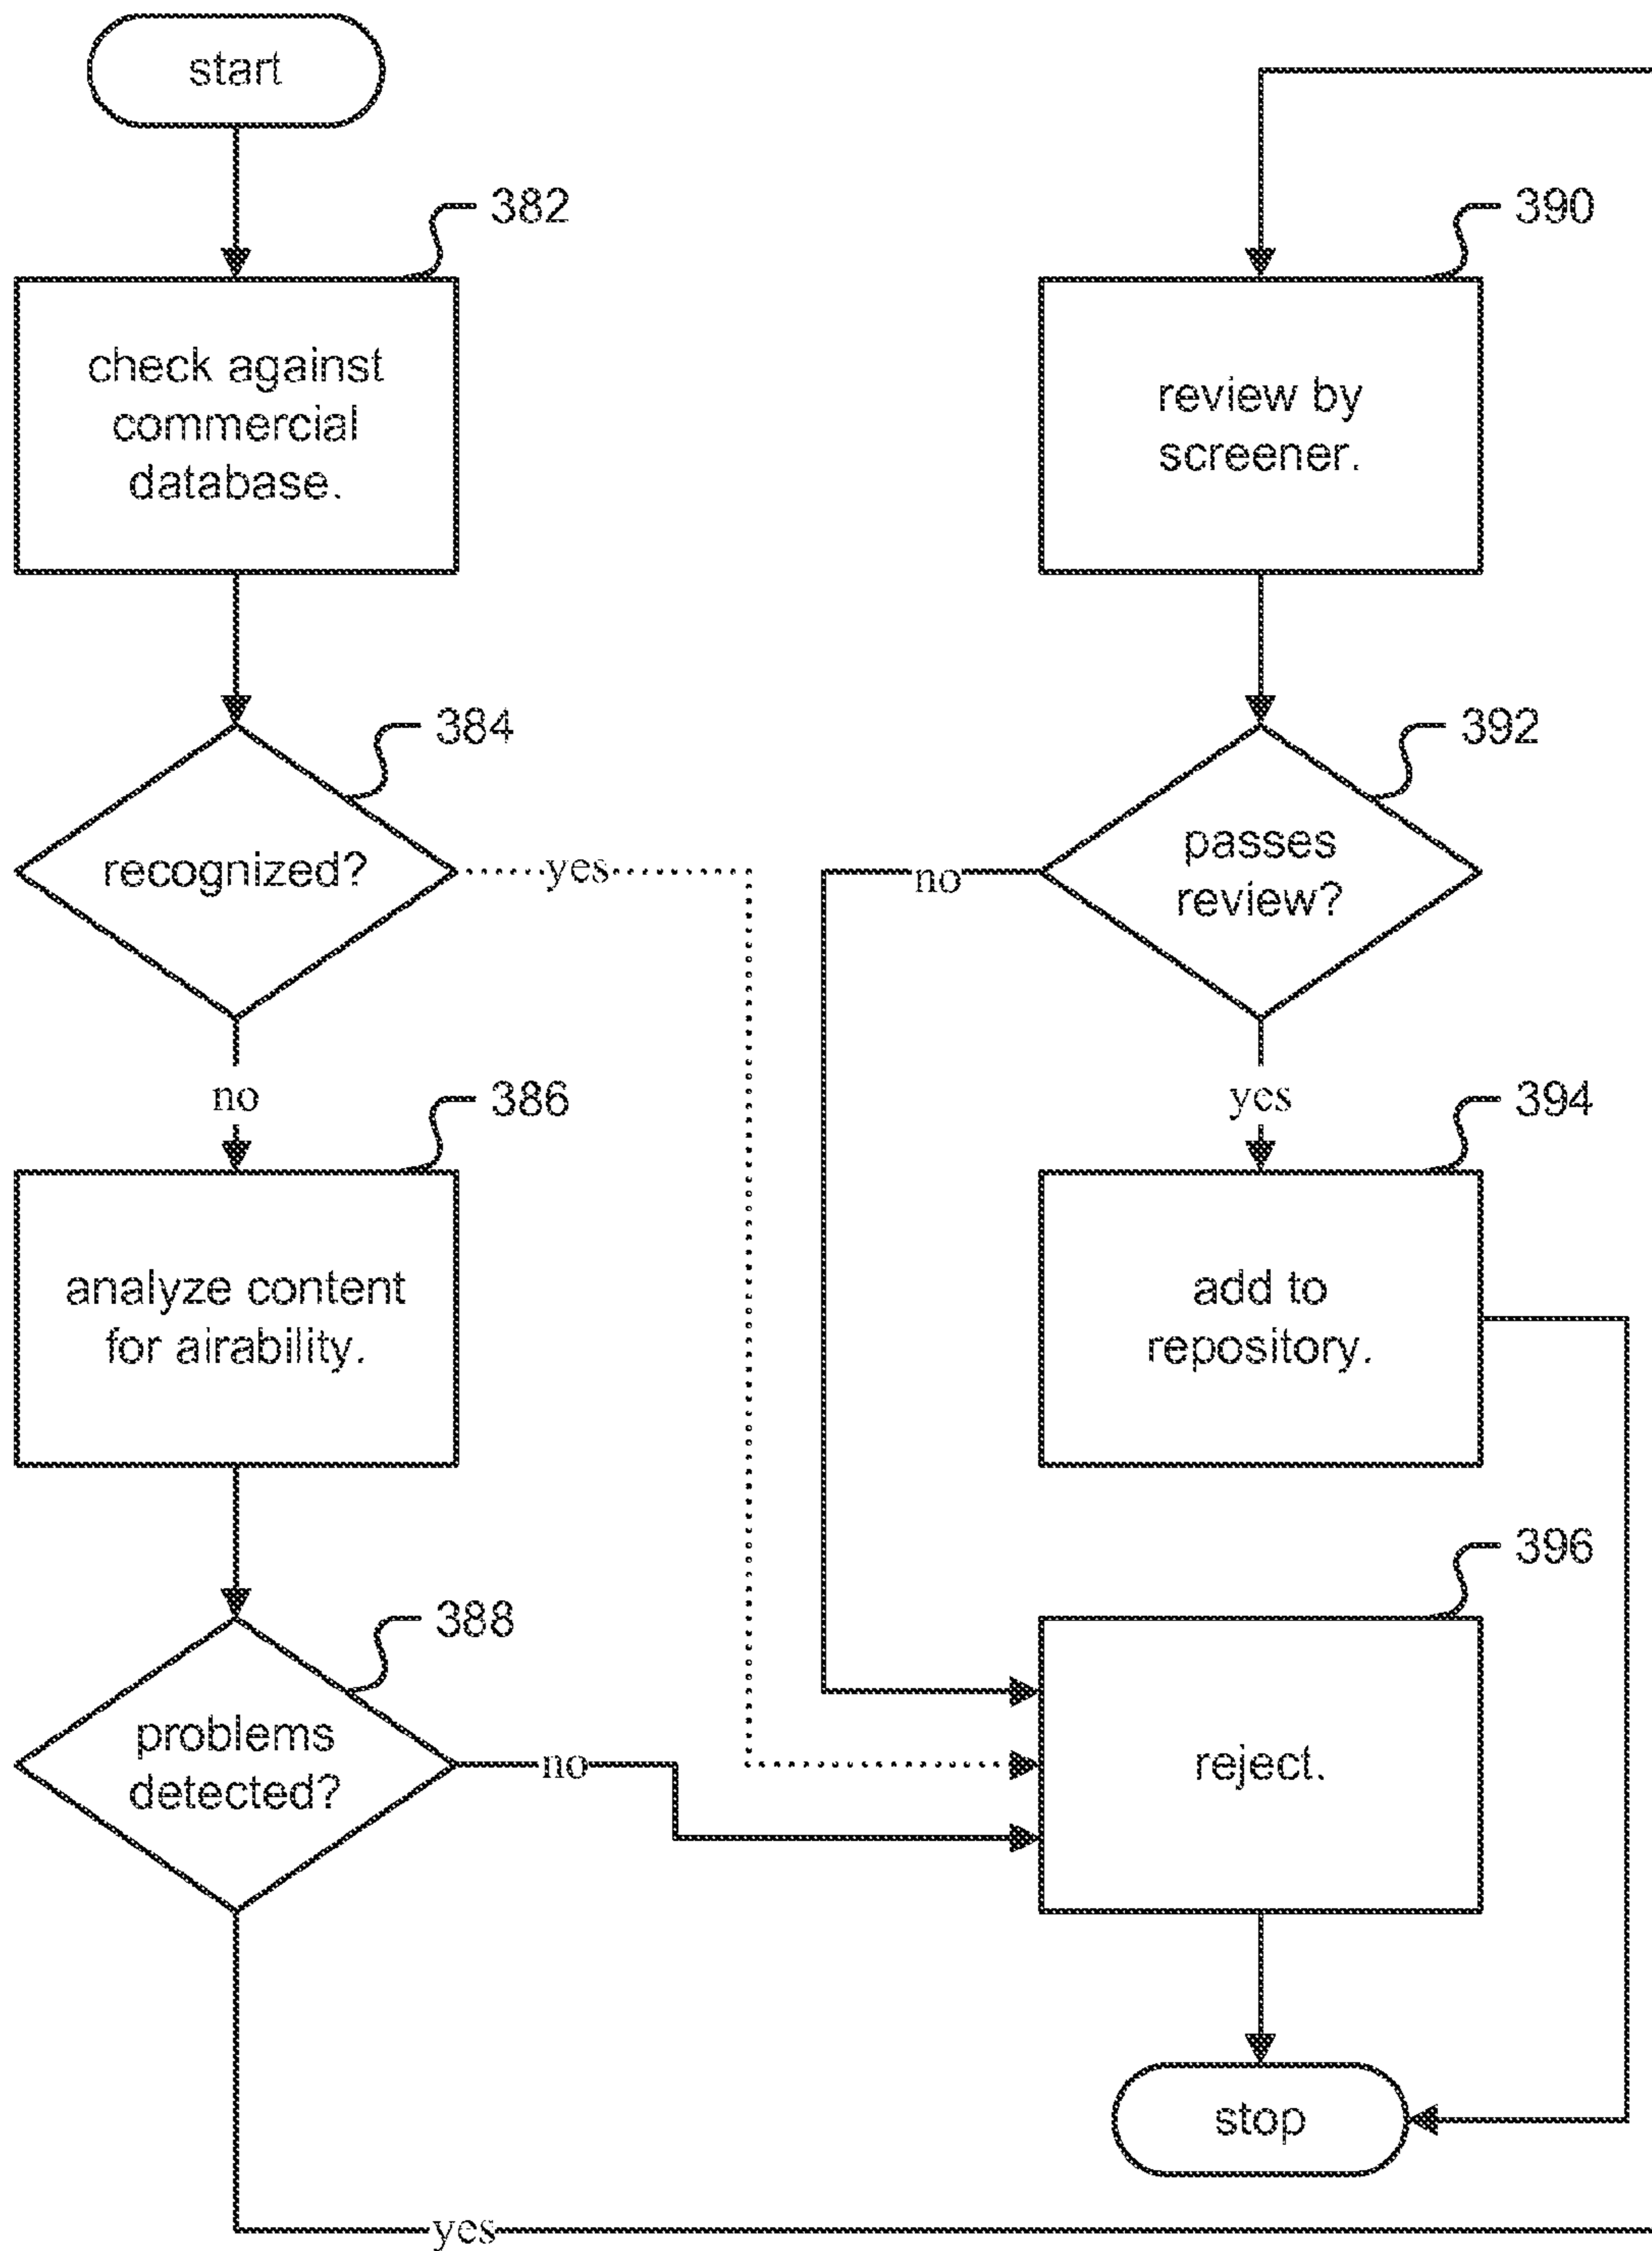 start
382
check against
commercial
database.
384
recognized?
yes
no
386
analyze content
for airability.
388
problems
detected?
no
yes
390
review by
screener.
392
passes
review?
no
yes
394
add to
repository.
396
reject.
stop